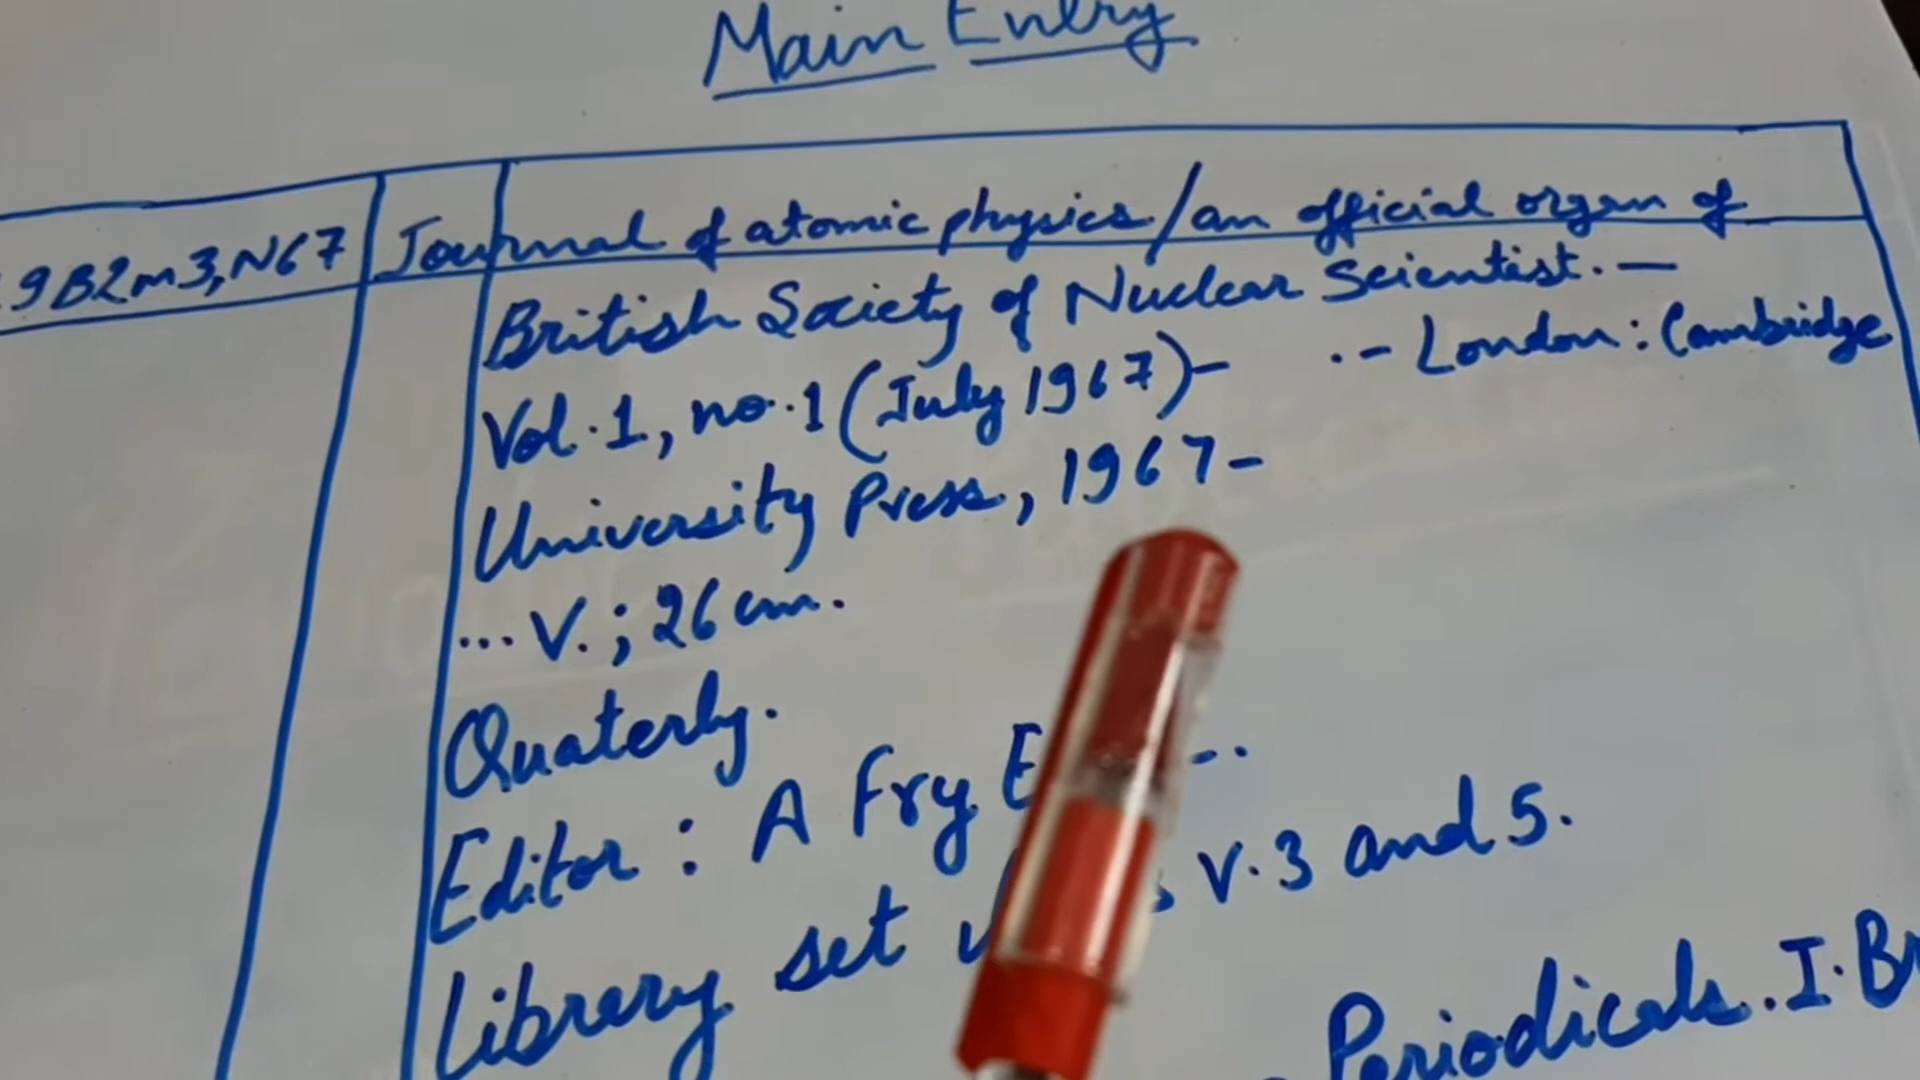 Main Entry
9B2m3,N67 Journal of atomic physics/an official organ of
British Society of Nuclear Scientist. —
Vol. 1, no. 1 (July 1967)– .– London : Cambridge
University Press, 1967–
... V. ; 26 cm.
Quaterly.
Editor : A Fry
Library set V. 3 and 5.
Periodicals. I.